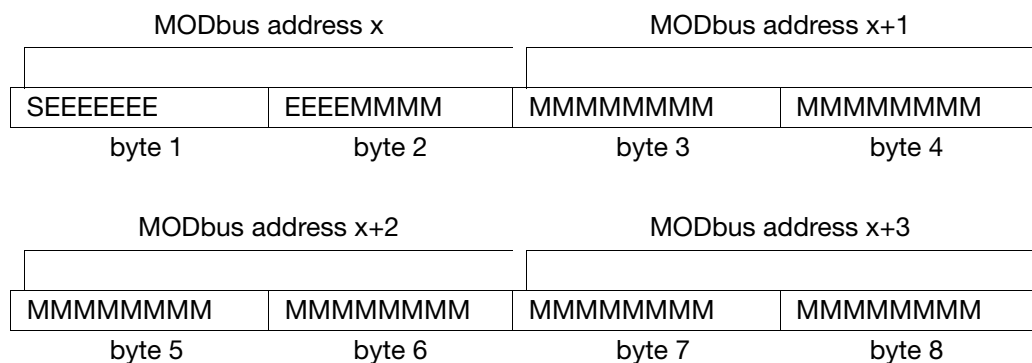 MODbus address x MODbus address x+1
SEEEEEEE EEEEMMMM MMMMMMMM MMMMMMMM
byte 1 byte 2 byte 3 byte 4
MODbus address x+2 MODbus address x+3
MMMMMMMM MMMMMMMM MMMMMMMM MMMMMMMM
byte 5 byte 6 byte 7 byte 8